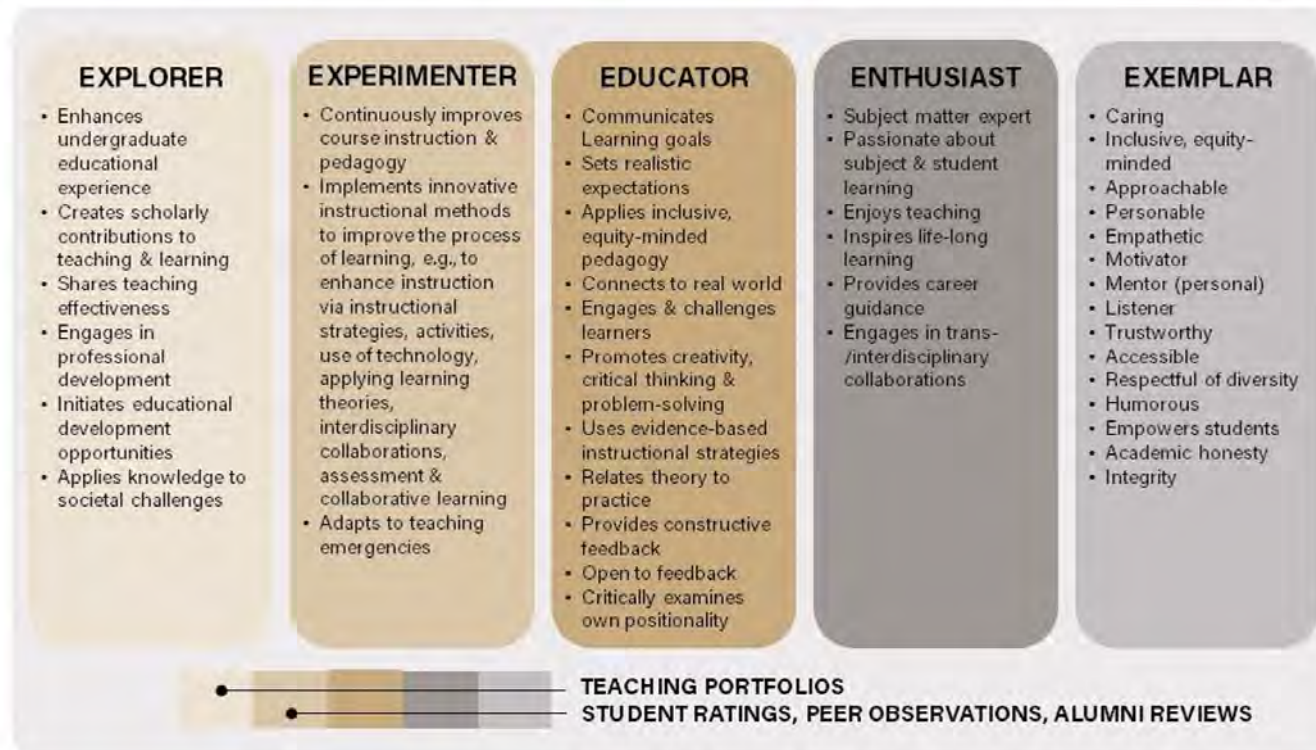 EXPLORER
• Enhances
undergraduate
educational
experience
• Creates scholarly
contributions to
teaching & learning
• Shares teaching
effectiveness
• Engages in
professional
development
• Initiates educational
development
opportunities
• Applies knowledge to
societal challenges
EXPERIMENTER
• Continuously improves
course instruction &
pedagogy
• Implements innovative
instructional methods
to improve the process
of learning, e.g., to
enhance instruction
via instructional
strategies, activities,
use of technology,
applying learning
theories,
interdisciplinary
collaborations,
assessment &
collaborative learning
• Adapts to teaching
emergencies
EDUCATOR
• Communicates
Learning goals
• Sets realistic
expectations
• Applies inclusive,
equity-minded
pedagogy
• Connects to real world
• Engages & challenges
learners
• Promotes creativity,
critical thinking &
problem-solving
• Uses evidence-based
instructional strategies
• Relates theory to
practice
• Provides constructive
feedback
• Open to feedback
• Critically examines
own positionality
ENTHUSIAST
• Subject matter expert
• Passionate about
subject & student
learning
• Enjoys teaching
• Inspires life-long
learning
• Provides career
guidance
• Engages in trans-
/interdisciplinary
collaborations
EXEMPLAR
• Caring
• Inclusive, equity-
minded
• Approachable
• Personable
• Empathetic
• Motivator
• Mentor (personal)
• Listener
• Trustworthy
• Accessible
• Respectful of diversity
• Humorous
• Empowers students
• Academic honesty
• Integrity
TEACHING PORTFOLIOS
STUDENT RATINGS, PEER OBSERVATIONS, ALUMNI REVIEWS